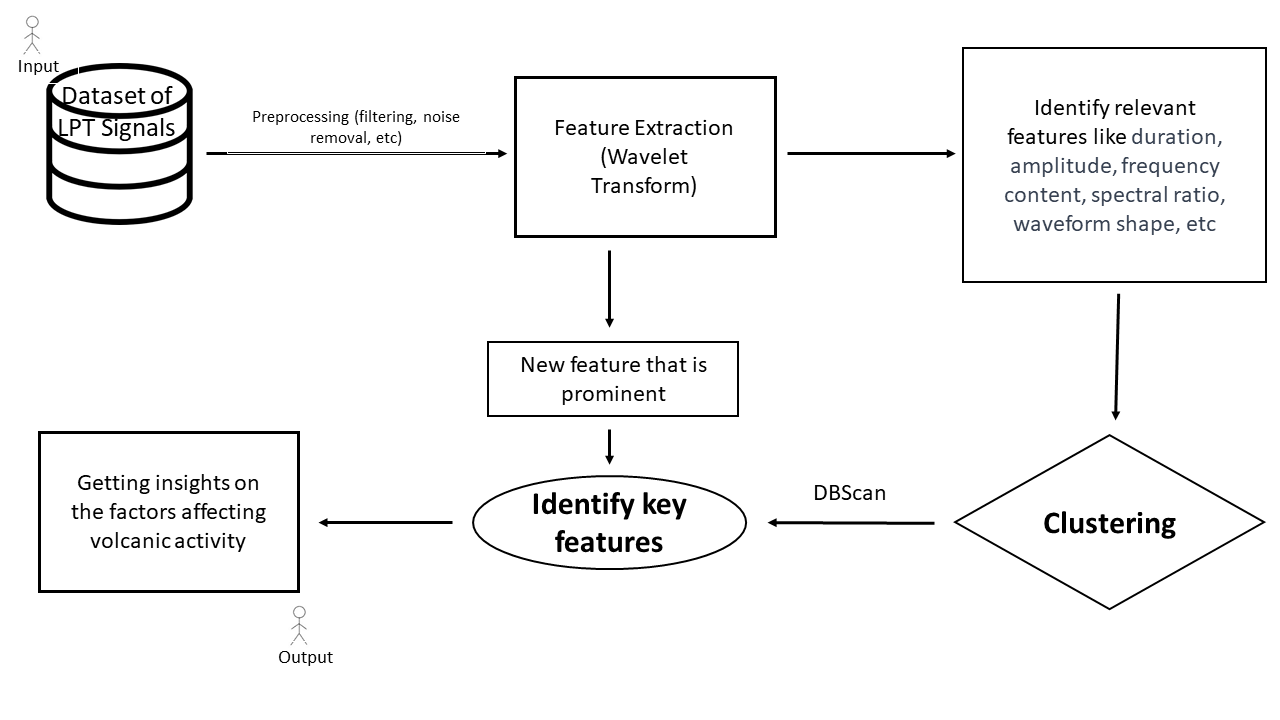 Input
Dataset of
LPT Signals
Preprocessing (filtering, noise
removal, etc)
Feature Extraction
(Wavelet
Transform)
Identify relevant
features like duration,
amplitude, frequency
content, spectral ratio,
waveform shape, etc
New feature that is
prominent
Getting insights on
the factors affecting
volcanic activity
Identify key
features
DBScan
Clustering
Output